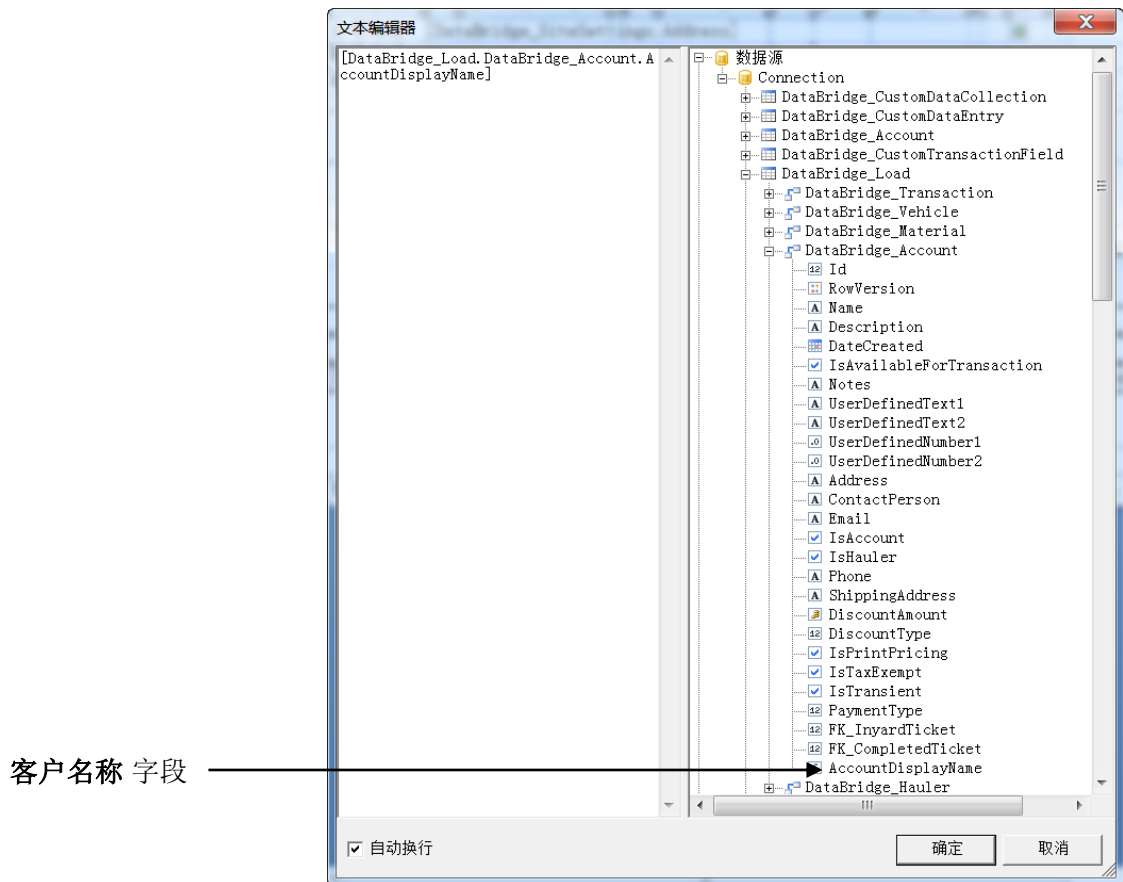 文本编辑器
[DataBridge_Load.DataBridge_Account.A
ccountDisplayName]
数据源
Connection
DataBridge_CustomDataCollection
DataBridge_CustomDataEntry
DataBridge_Account
DataBridge_CustomTransactionField
DataBridge_Load
DataBridge_Transaction
DataBridge_Vehicle
DataBridge_Material
DataBridge_Account
Id
RowVersion
Name
Description
DateCreated
IsAvailableForTransaction
Notes
UserDefinedText1
UserDefinedText2
UserDefinedNumber1
UserDefinedNumber2
Address
ContactPerson
Email
IsAccount
IsHauler
Phone
ShippingAddress
DiscountAmount
DiscountType
IsPrintPricing
IsTaxExempt
IsTransient
PaymentType
FK_InyardTicket
FK_CompletedTicket
AccountDisplayName
DataBridge_Hauler
客户名称 字段
自动换行
确定
取消